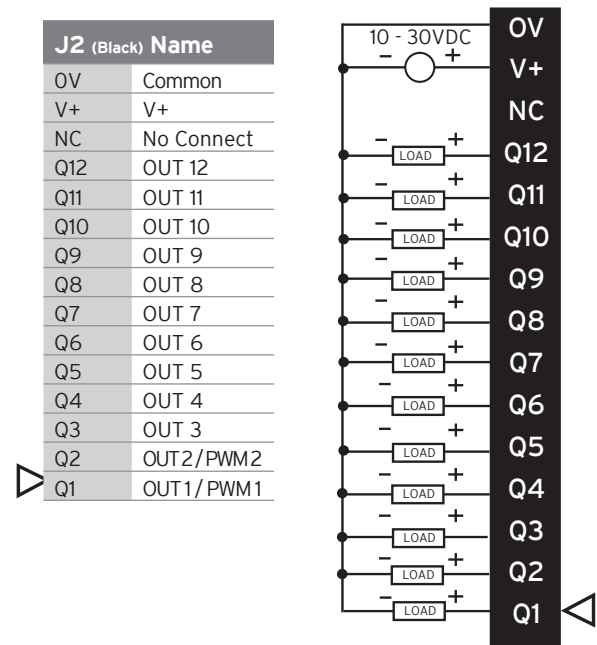 J2 (Black) Name
0V Common
V+ V+
NC No Connect
Q12 OUT 12
Q11 OUT 11
Q10 OUT 10
Q9 OUT 9
Q8 OUT 8
Q7 OUT 7
Q6 OUT 6
Q5 OUT 5
Q4 OUT 4
Q3 OUT 3
Q2 OUT2/PWM2
Q1 OUT1/PWM1
0V
10 - 30VDC
- + V+
NC
- LOAD + Q12
- LOAD + Q11
- LOAD + Q10
- LOAD + Q9
- LOAD + Q8
- LOAD + Q7
- LOAD + Q6
- LOAD + Q5
- LOAD + Q4
- LOAD + Q3
- LOAD + Q2
- LOAD + Q1